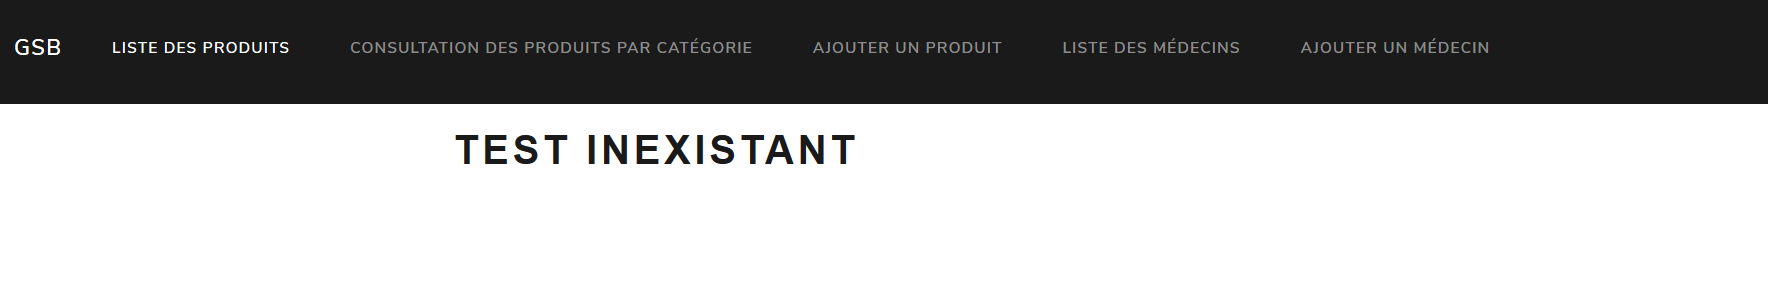 GSB LISTE DES PRODUITS CONSULTATION DES PRODUITS PAR CATÉGORIE AJOUTER UN PRODUIT LISTE DES MÉDECINS AJOUTER UN MÉDECIN
TEST INEXISTANT